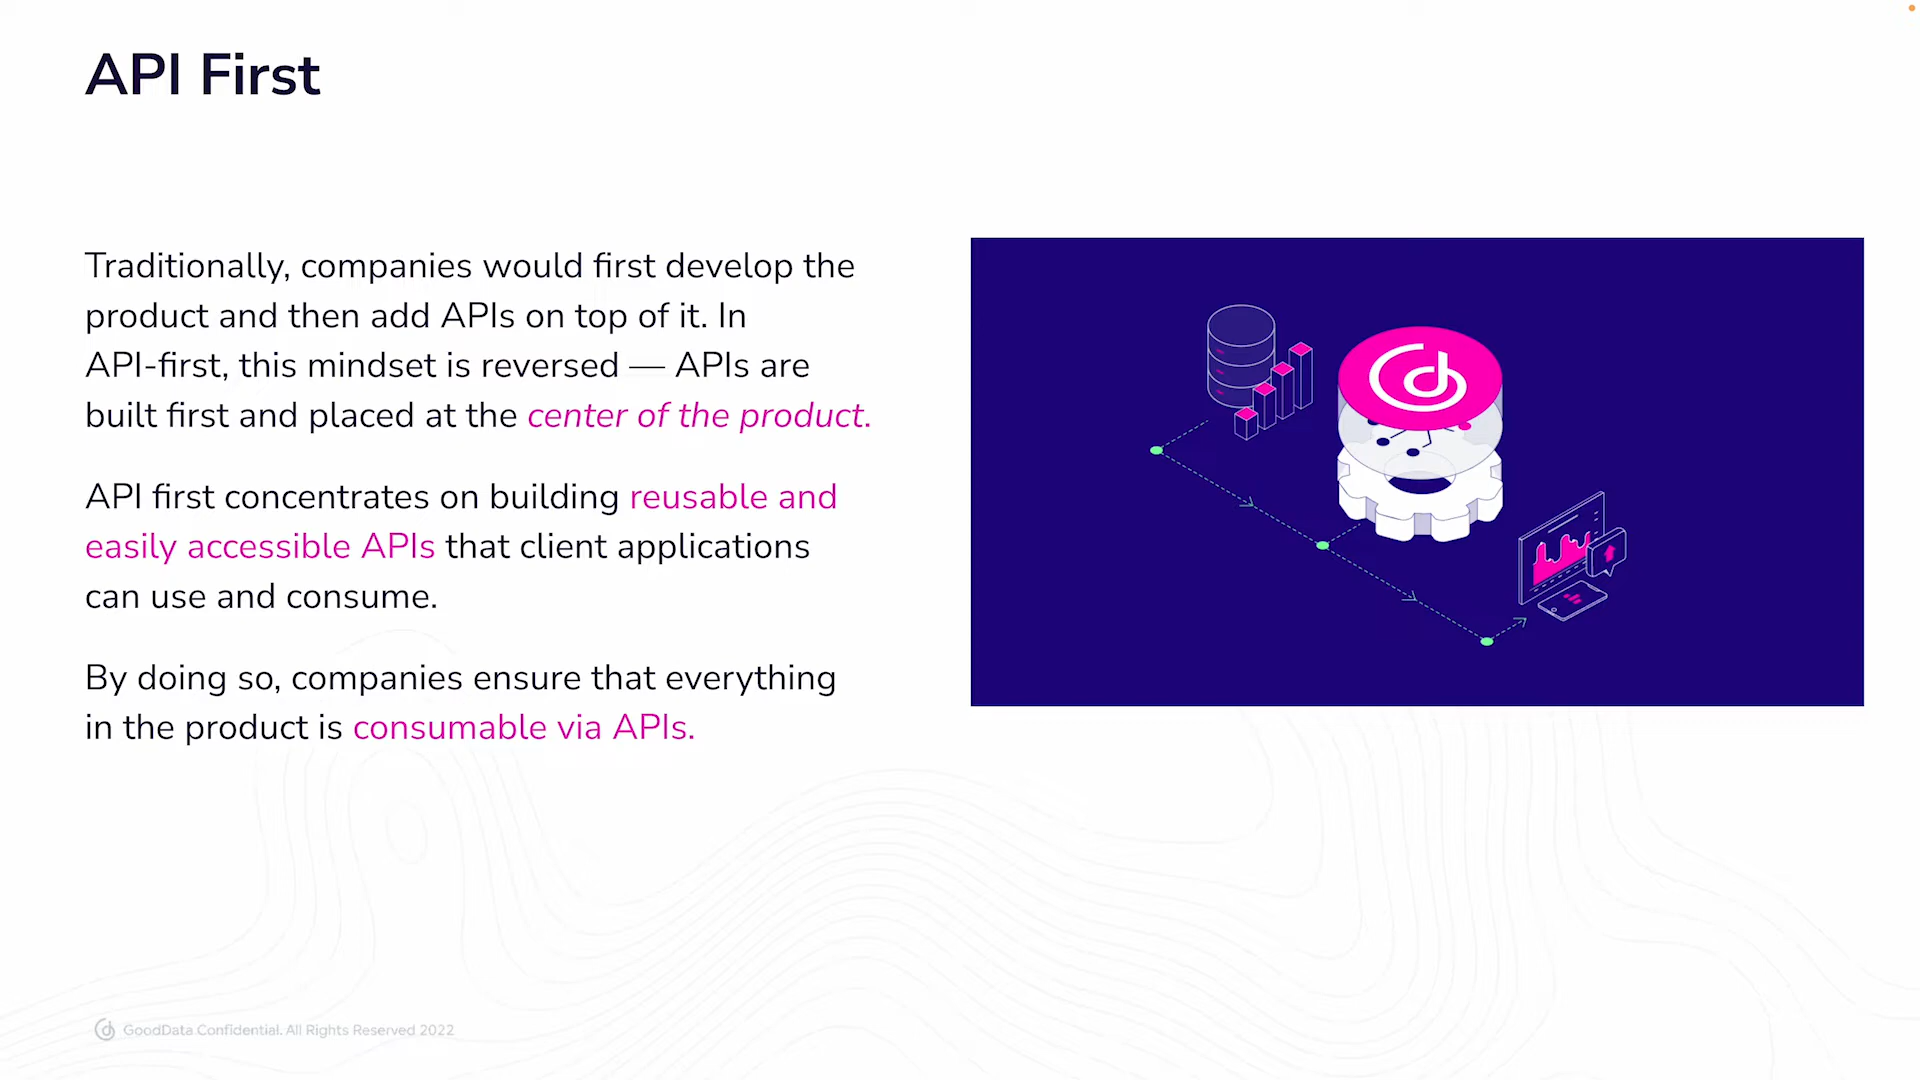 API First
Traditionally, companies would first develop the
product and then add APIs on top of it. In
API-first, this mindset is reversed — APIs are
built first and placed at the center of the product.
API first concentrates on building reusable and
easily accessible APIs that client applications
can use and consume.
By doing so, companies ensure that everything
in the product is consumable via APIs.
GoodData Confidential. All Rights Reserved 2022